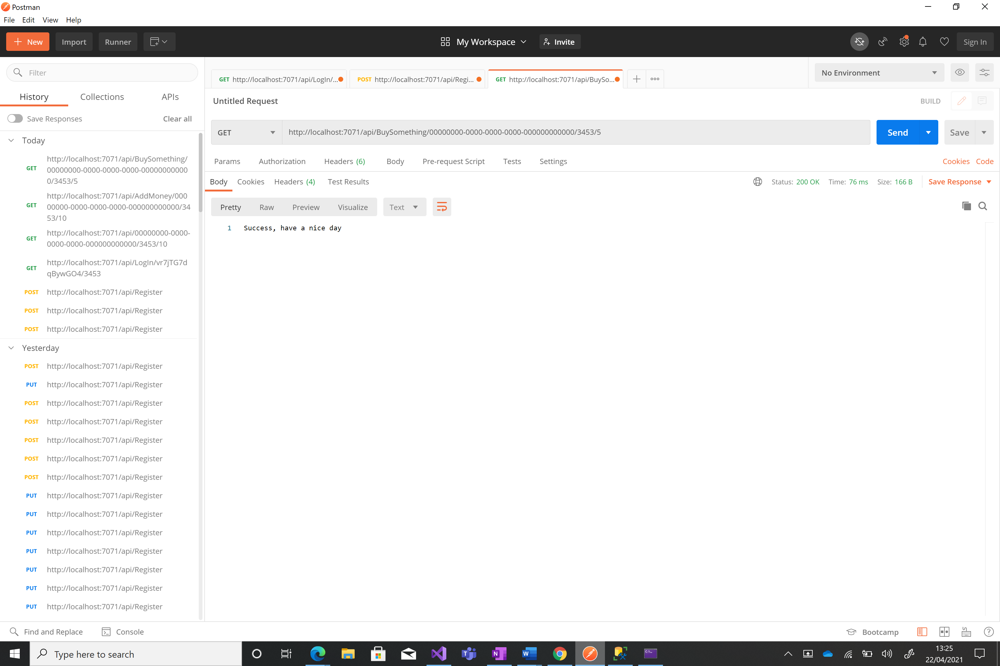 Postman
File Edit View Help
New Import Runner My Workspace Invite Sign In
Filter
History Collections APIs
Save Responses Clear all
Today
GET http://localhost:7071/api/BuySomething/
00000000-0000-0000-0000-00000000000
0/3453/5
GET http://localhost:7071/api/AddMoney/000
00000-0000-0000-0000-000000000000/34
53/10
GET http://localhost:7071/api/00000000-0000-
0000-0000-000000000000/3453/10
GET http://localhost:7071/api/LogIn/vr7jTG7d
qBywGO4/3453
POST http://localhost:7071/api/Register
POST http://localhost:7071/api/Register
POST http://localhost:7071/api/Register
Yesterday
POST http://localhost:7071/api/Register
PUT http://localhost:7071/api/Register
POST http://localhost:7071/api/Register
POST http://localhost:7071/api/Register
POST http://localhost:7071/api/Register
POST http://localhost:7071/api/Register
POST http://localhost:7071/api/Register
PUT http://localhost:7071/api/Register
PUT http://localhost:7071/api/Register
PUT http://localhost:7071/api/Register
PUT http://localhost:7071/api/Register
PUT http://localhost:7071/api/Register
PUT http://localhost:7071/api/Register
PUT http://localhost:7071/api/Register
GET http://localhost:7071/api/LogIn/... POST http://localhost:7071/api/Regi... GET http://localhost:7071/api/BuySo... No Environment
Untitled Request BUILD
GET http://localhost:7071/api/BuySomething/00000000-0000-0000-0000-000000000000/3453/5 Send Save
Params Authorization Headers (6) Body Pre-request Script Tests Settings Cookies Code
Body Cookies Headers (4) Test Results Status: 200 OK Time: 76 ms Size: 166 B Save Response
Pretty Raw Preview Visualize Text
1 Success, have a nice day
Find and Replace Console Bootcamp
Type here to search
13:25
22/04/2021